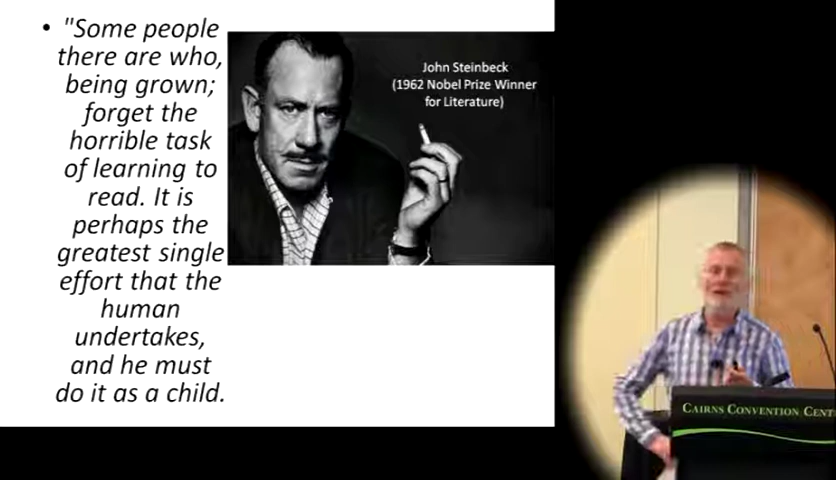 • "Some people
there are who,
being grown;
forget the
horrible task
of learning to
read. It is
perhaps the
greatest single
effort that the
human
undertakes,
and he must
do it as a child.
John Steinbeck
(1962 Nobel Prize Winner
for Literature)
CAIRNS CONVENTION CENT